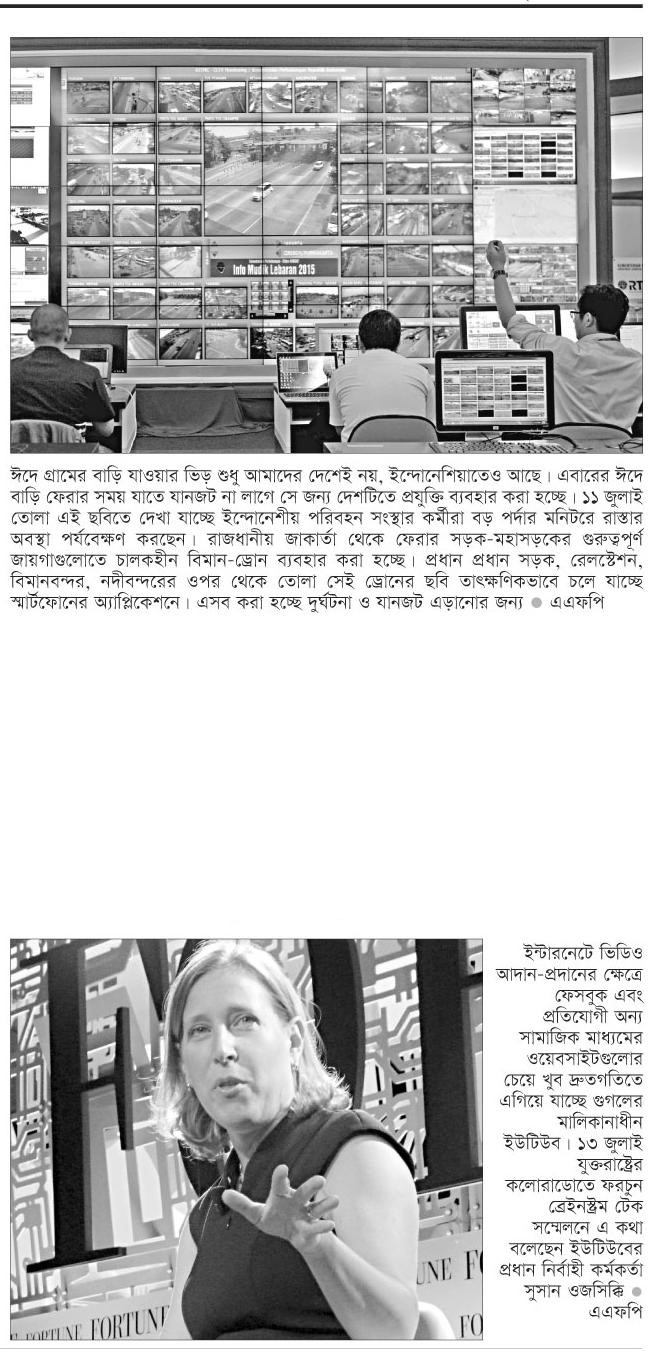 Info Mudik Lebaran 2015
RT
ঈদে গ্রামের বাড়ি যাওয়ার ভিড় শুধু আমাদের দেশেই নয়, ইন্দোনেশিয়াতেও আছে। এবারের ঈদে
বাড়ি ফেরার সময় যাতে যানজট না লাগে সে জন্য দেশটিতে প্রযুক্তি ব্যবহার করা হচ্ছে। ১১ জুলাই
তোলা এই ছবিতে দেখা যাচ্ছে ইন্দোনেশীয় পরিবহন সংস্থার কর্মীরা বড় পর্দার মনিটরে রাস্তার
অবস্থা পর্যবেক্ষণ করছেন। রাজধানীয় জাকার্তা থেকে ফেরার সড়ক-মহাসড়কের গুরুত্বপূর্ণ
জায়গাগুলোতে চালকহীন বিমান-ড্রোন ব্যবহার করা হচ্ছে। প্রধান প্রধান সড়ক, রেলস্টেশন,
বিমানবন্দর, নদীবন্দরের ওপর থেকে তোলা সেই ড্রোনের ছবি তাৎক্ষণিকভাবে চলে যাচ্ছে
স্মার্টফোনের অ্যাপ্লিকেশনে। এসব করা হচ্ছে দুর্ঘটনা ও যানজট এড়ানোর জন্য ● এএফপি
ইন্টারনেটে ভিডিও
আদান-প্রদানের ক্ষেত্রে
ফেসবুক এবং
প্রতিযোগী অন্য
সামাজিক মাধ্যমের
ওয়েবসাইটগুলোর
চেয়ে খুব দ্রুতগতিতে
এগিয়ে যাচ্ছে গুগলের
মালিকানাধীন
ইউটিউব। ১৩ জুলাই
যুক্তরাষ্ট্রের
কলোরাডোতে ফরচুন
ব্রেইনস্ট্রম টেক
সম্মেলনে এ কথা
বলেছেন ইউটিউবের
প্রধান নির্বাহী কর্মকর্তা
সুসান ওজসিক্কি ●
এএফপি
UNE FO
E FORTUNE FORTUNE FO